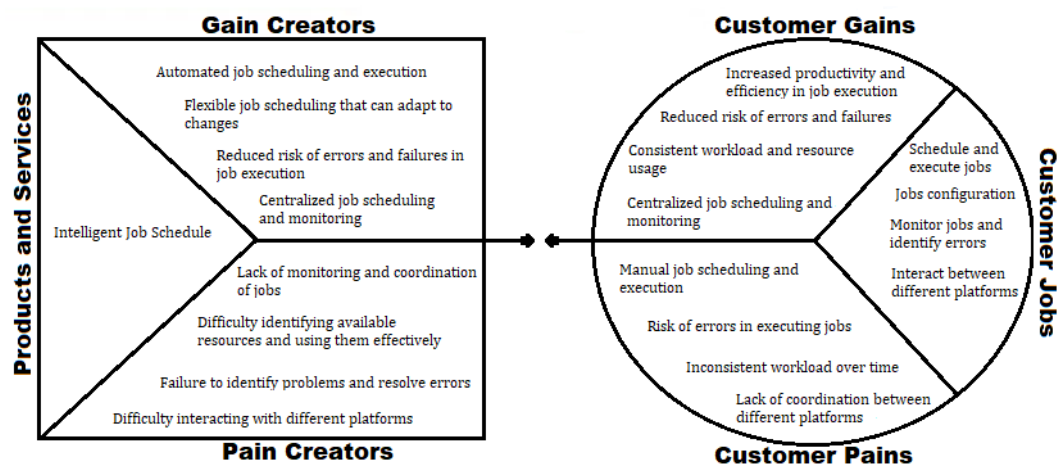 Gain Creators
Products and Services
Automated job scheduling and execution
Flexible job scheduling that can adapt to
changes
Reduced risk of errors and failures in
job execution
Centralized job scheduling
and monitoring
Intelligent Job Schedule
Lack of monitoring and coordination
of jobs
Difficulty identifying available
resources and using them effectively
Failure to identify problems and resolve errors
Difficulty interacting with different platforms
Pain Creators
Customer Gains
Increased productivity and
efficiency in job execution
Reduced risk of errors and failures
Consistent workload and resource
usage
Centralized job scheduling and
monitoring
Schedule and
execute jobs
Jobs configuration
Monitor jobs and
identify errors
Interact between
different platforms
Customer Jobs
Manual job scheduling and
execution
Risk of errors in executing jobs
Inconsistent workload over time
Lack of coordination between
different platforms
Customer Pains